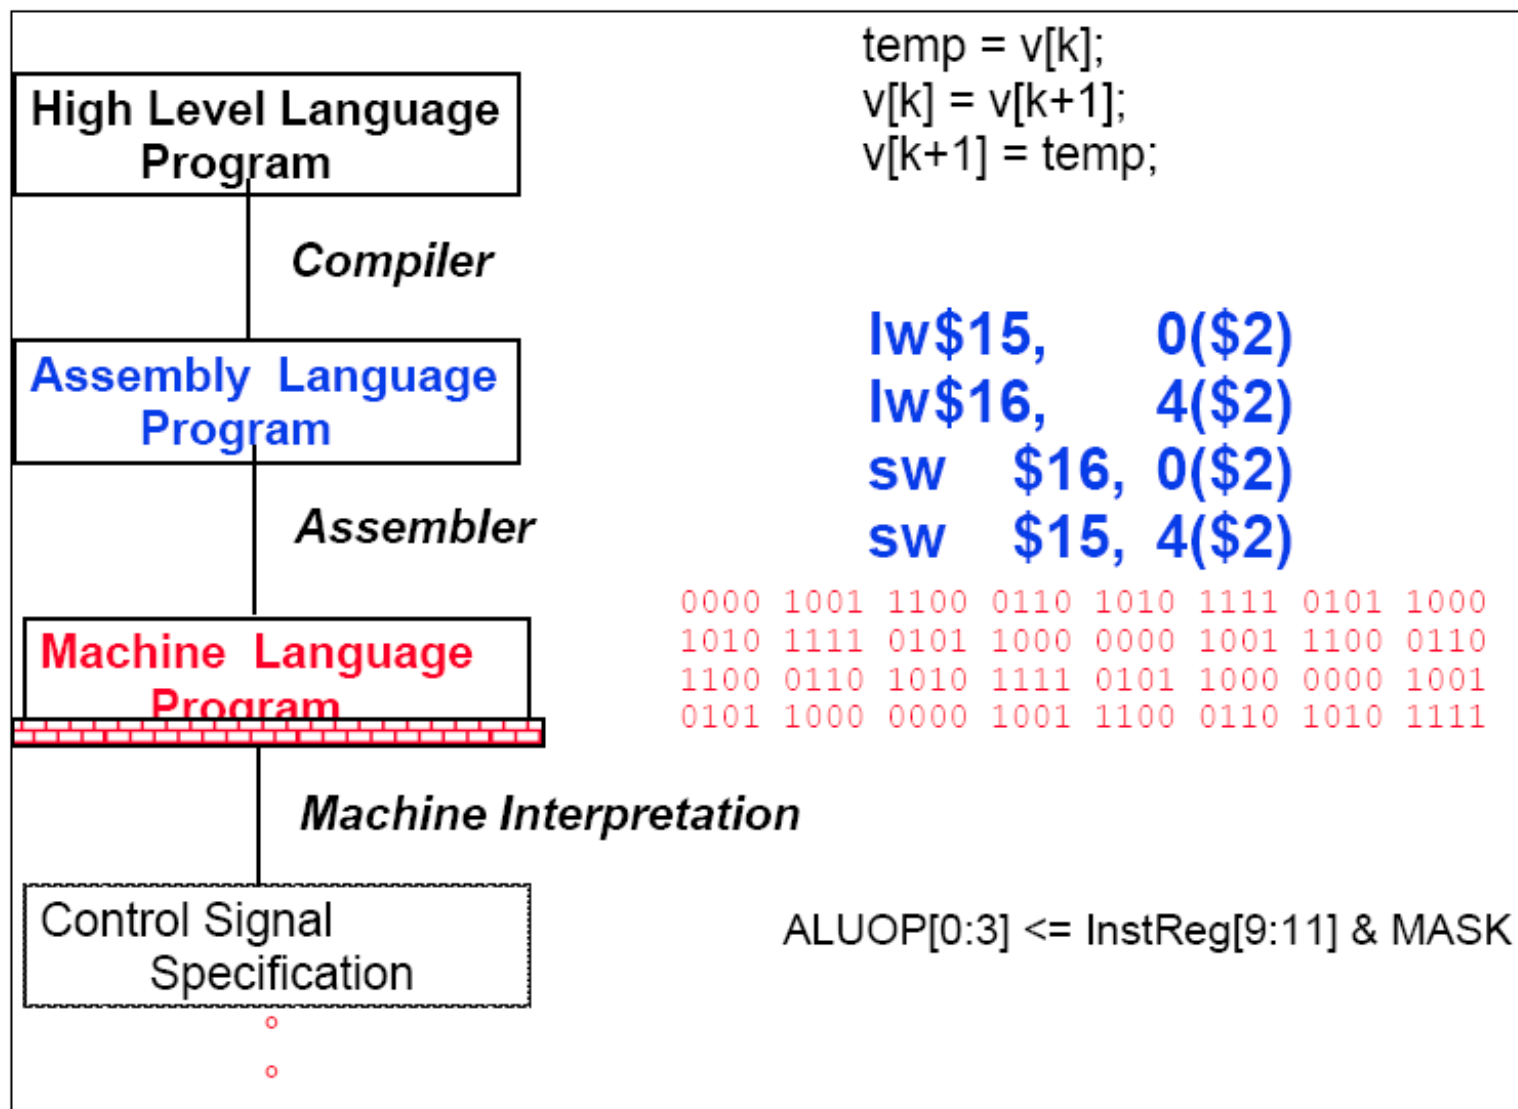 High Level Language
Program
temp = v[k];
v[k] = v[k+1];
v[k+1] = temp;
Compiler
Assembly Language
Program
lw$15, 0($2)
lw$16, 4($2)
sw $16, 0($2)
sw $15, 4($2)
Assembler
Machine Language
Program
0000 1001 1100 0110 1010 1111 0101 1000
1010 1111 0101 1000 0000 1001 1100 0110
1100 0110 1010 1111 0101 1000 0000 1001
0101 1000 0000 1001 1100 0110 1010 1111
Machine Interpretation
Control Signal
Specification
ALUOP[0:3] <= InstReg[9:11] & MASK